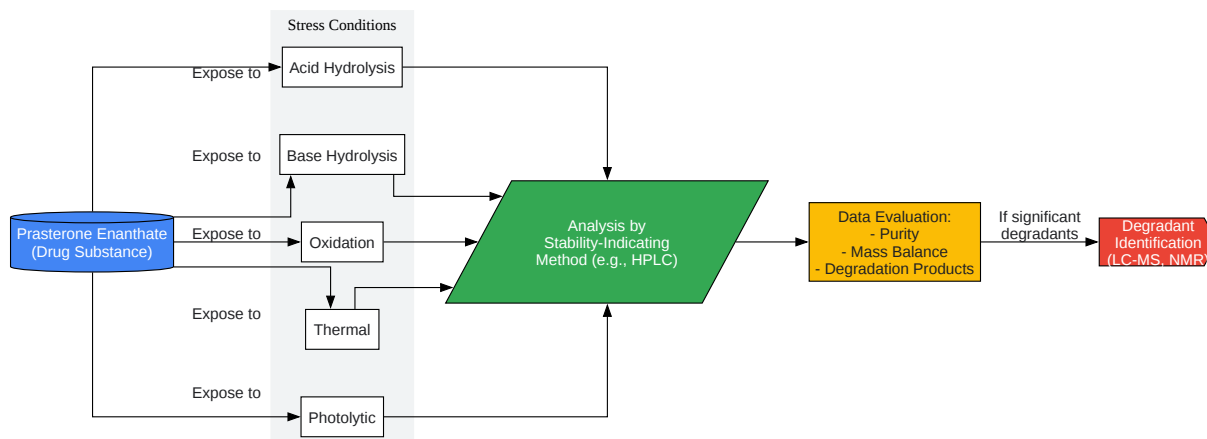 Stress Conditions
Expose to
Acid Hydrolysis
Expose to
Base Hydrolysis
Prasterone Enanthate
(Drug Substance)
Expose to
Oxidation
Expose to
Thermal
Expose to
Photolytic
Analysis by
Stability-Indicating
Method (e.g., HPLC)
Data Evaluation:
- Purity
- Mass Balance
- Degradation Products
If significant
degradants
Degradant
Identification
(LC-MS, NMR)